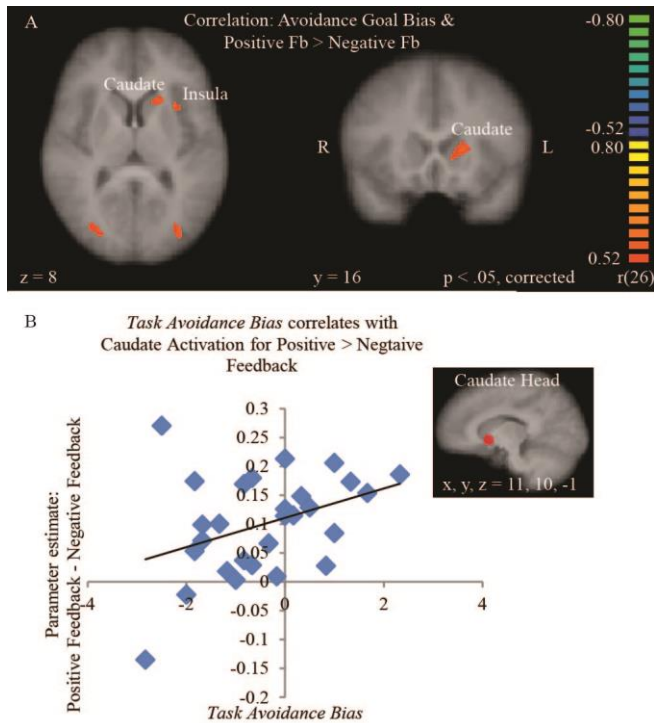 A
Correlation: Avoidance Goal Bias &
Positive Fb > Negative Fb
-0.80
-0.52
0.80
0.52
Caudate
Insula
R
Caudate
L
z = 8
y = 16
p < .05, corrected
r(26)
B
Task Avoidance Bias correlates with
Caudate Activation for Positive > Negtaive
Feedback
Parameter estimate:
Positive Feedback - Negative Feedback
0.3
0.25
0.2
0.15
0.1
0.05
0
-0.05
-0.1
-0.15
-0.2
-4
-2
0
2
4
Task Avoidance Bias
Caudate Head
x, y, z = 11, 10, -1